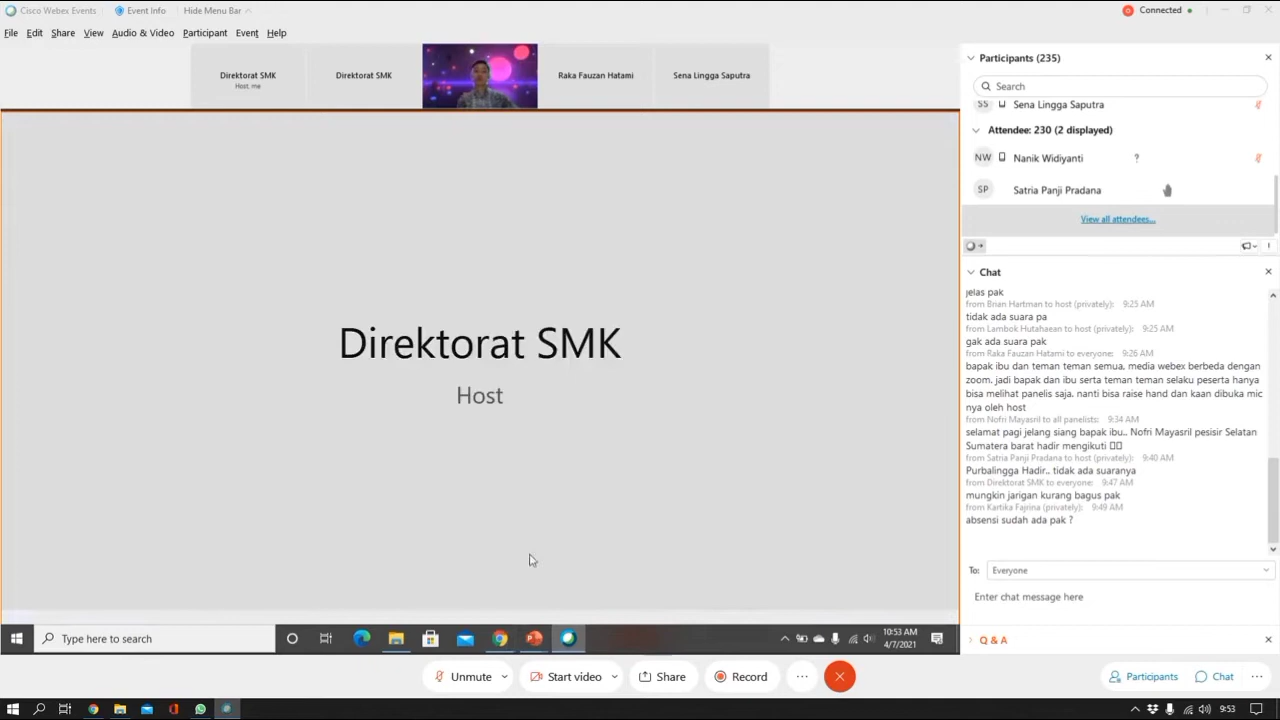 Cisco Webex Events
Event Info
Hide Menu Bar
Connected
File Edit Share View Audio & Video Participant Event Help
Direktorat SMK
Host, me
Direktorat SMK
Raka Fauzan Hatami
Sena Lingga Saputra
Participants (235)
Search
SS Sena Lingga Saputra
Attendee: 230 (2 displayed)
NW Nanik Widiyanti ?
SP Satria Panji Pradana
View all attendees...
Chat
jelas pak
from Brian Hartman to host (privately): 9:25 AM
tidak ada suara pa
from Lambok Hutahaean to host (privately): 9:25 AM
gak ada suara pak
from Raka Fauzan Hatami to everyone: 9:26 AM
bapak ibu dan teman teman semua, media webex berbeda dengan
zoom. jadi bapak dan ibu serta teman teman selaku peserta hanya
bisa melihat panelis saja, nanti bisa raise hand dan kaan dibuka mic
nya oleh host
from Nofri Mayasril to all panelists: 9:34 AM
selamat pagi jelang siang bapak ibu.. Nofri Mayasril pesisir Selatan
Sumatera barat hadir mengikuti
from Satria Panji Pradana to host (privately): 9:40 AM
Purbalingga Hadir.. tidak ada suaranya
from Direktorat SMK to everyone: 9:47 AM
mungkin jarigan kurang bagus pak
from Kartika Fajrina (privately): 9:49 AM
absensi sudah ada pak ?
To: Everyone
Enter chat message here
Q & A
Direktorat SMK
Host
Type here to search
10:53 AM
4/7/2021
Unmute
Start video
Share
Record
Participants
Chat
9:53